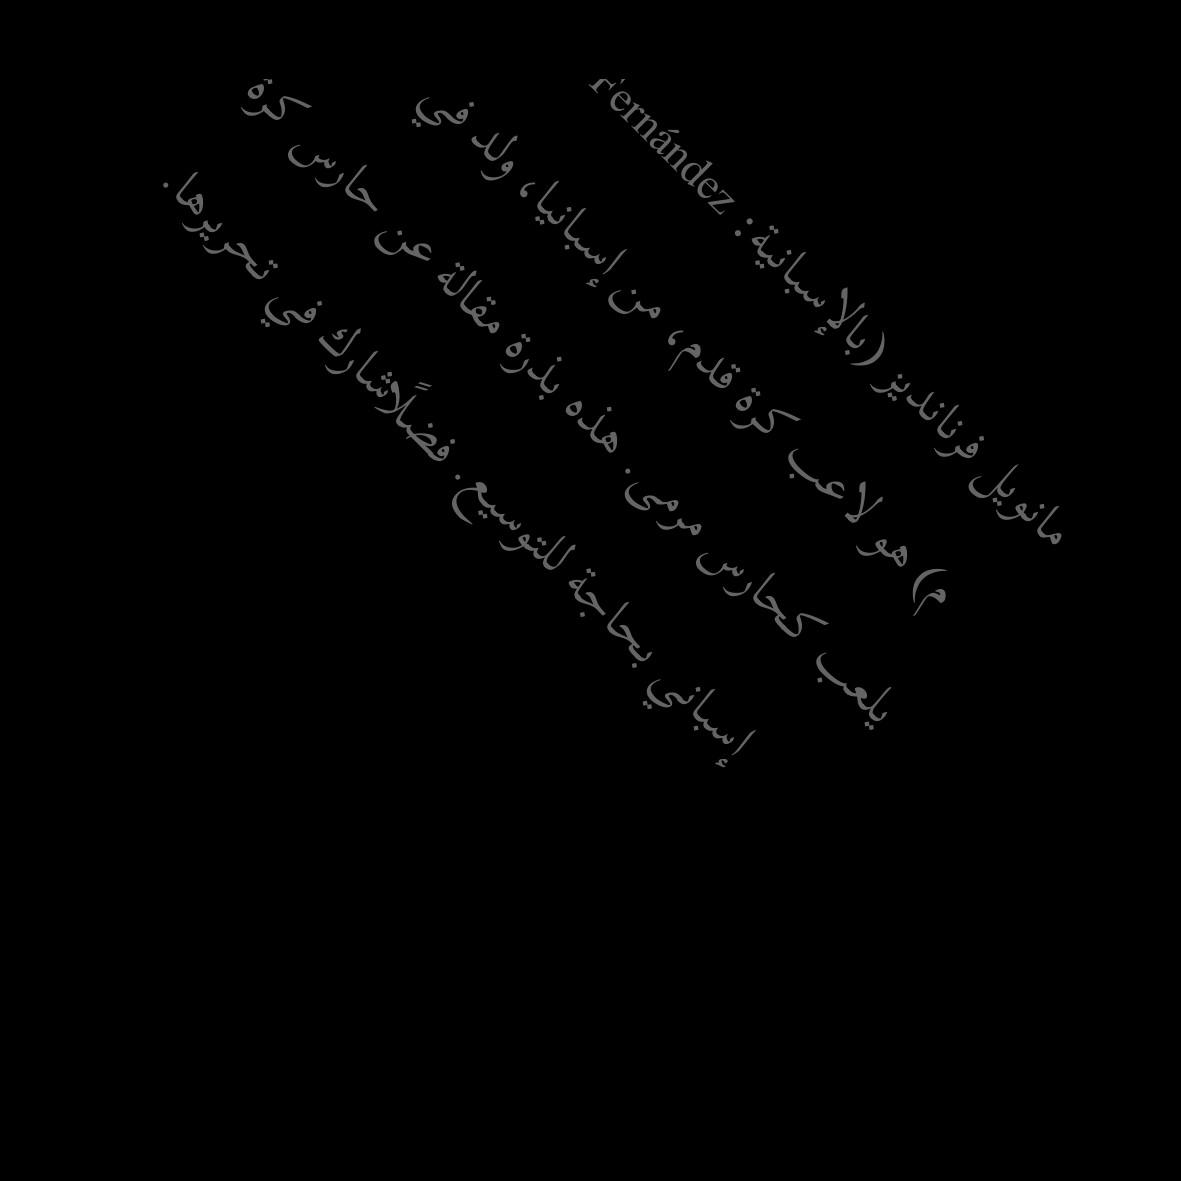 مانويل فرنانديز (بالإسبانية: Fernández
م) هو لاعب كرة قدم، من إسبانيا، ولد في
يلعب كحارس مرمى. هذه بذرة مقالة عن حارس كرة
إسباني بحاجة للتوسيع. فضلًاشارك في تحريرها.